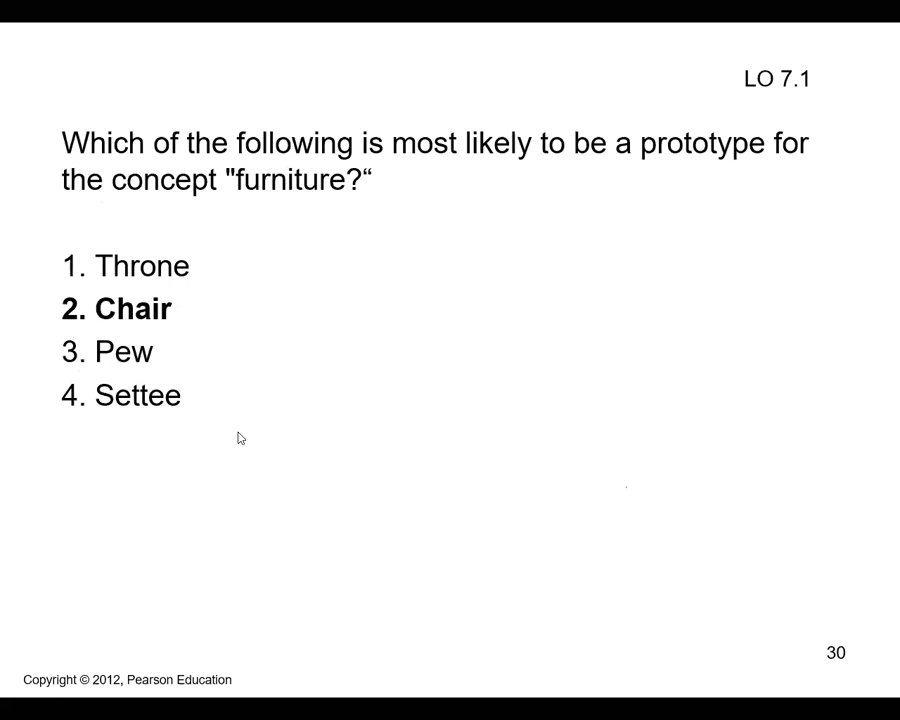 LO 7.1
Which of the following is most likely to be a prototype for
the concept "furniture?“
1. Throne
2. Chair
3. Pew
4. Settee
30
Copyright © 2012, Pearson Education